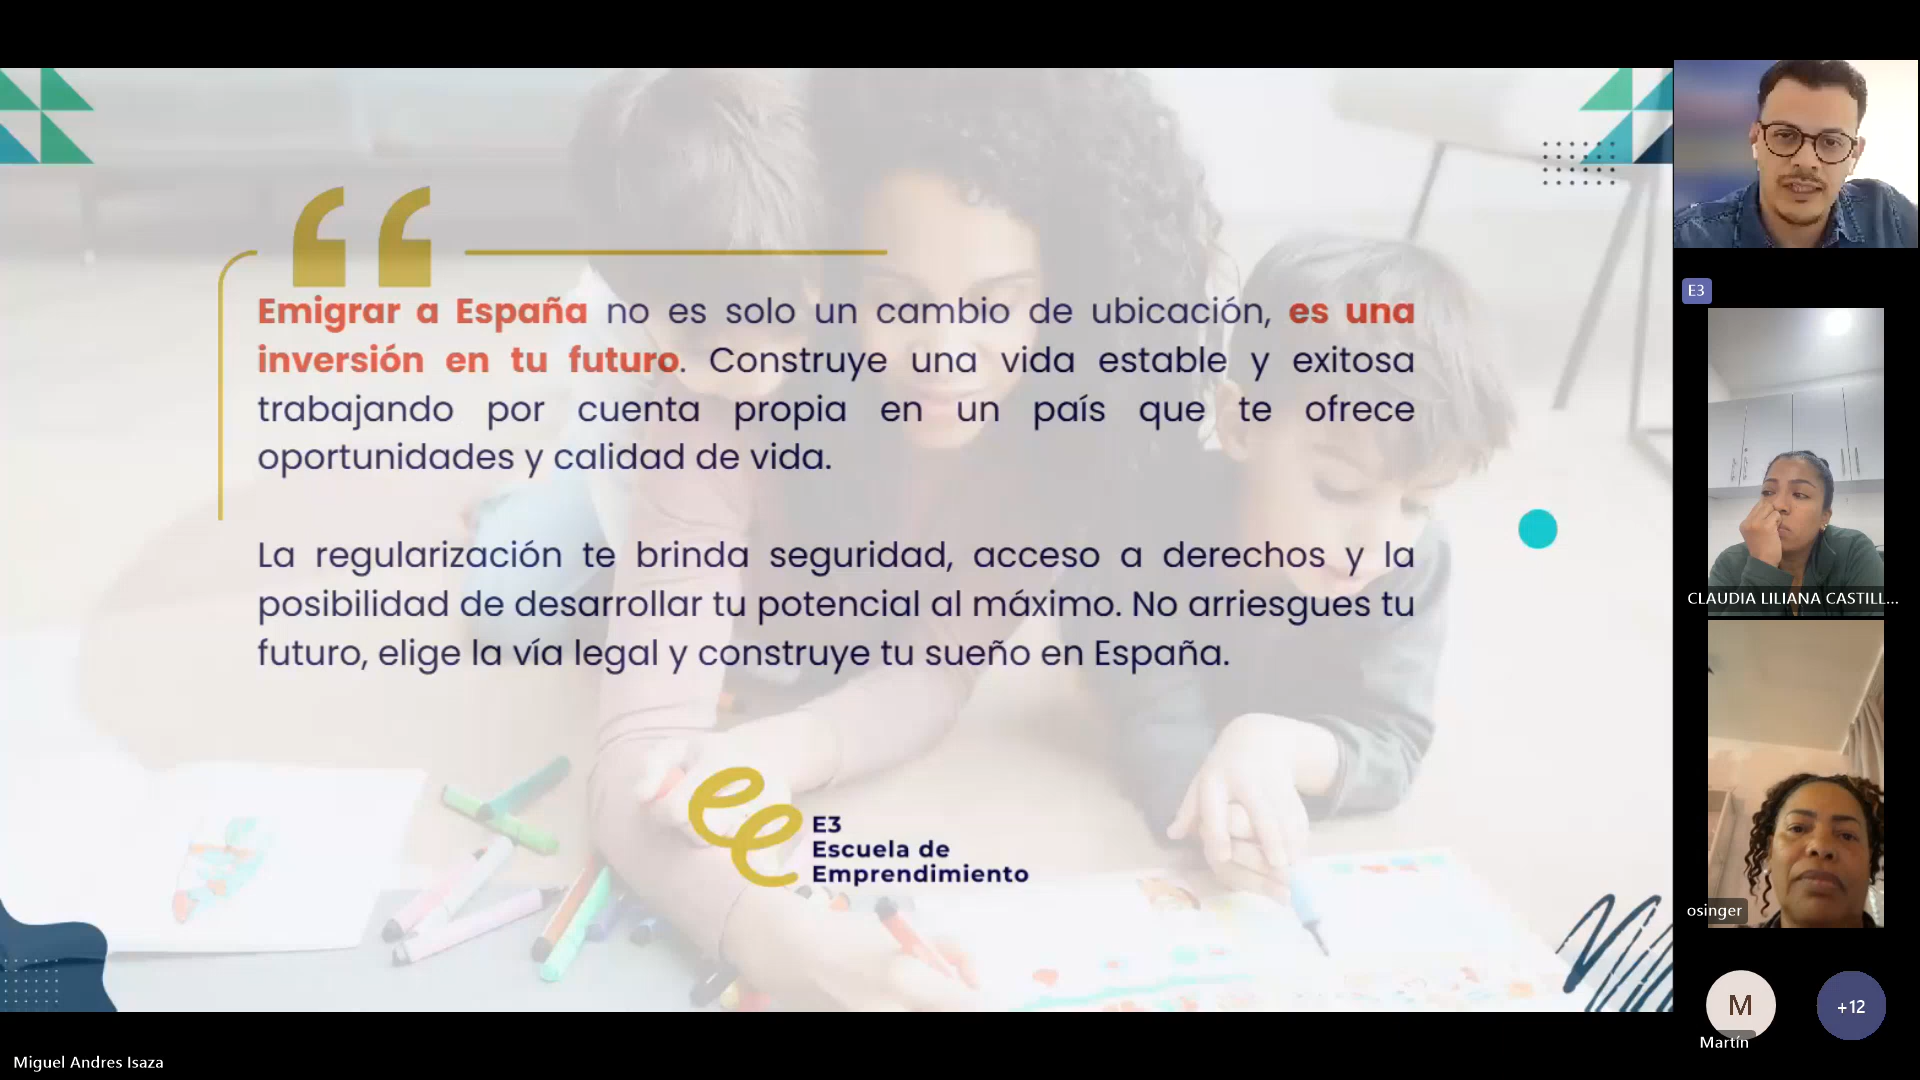 Emigrar a España no es solo un cambio de ubicación, es una
inversión en tu futuro. Construye una vida estable y exitosa
trabajando por cuenta propia en un país que te ofrece
oportunidades y calidad de vida.
La regularización te brinda seguridad, acceso a derechos y la
posibilidad de desarrollar tu potencial al máximo. No arriesgues tu
futuro, elige la vía legal y construye tu sueño en España.
E3
Escuela de
Emprendimiento
E3
CLAUDIA LILIANA CASTILL...
osinger
M
+12
Martín
Miguel Andres Isaza